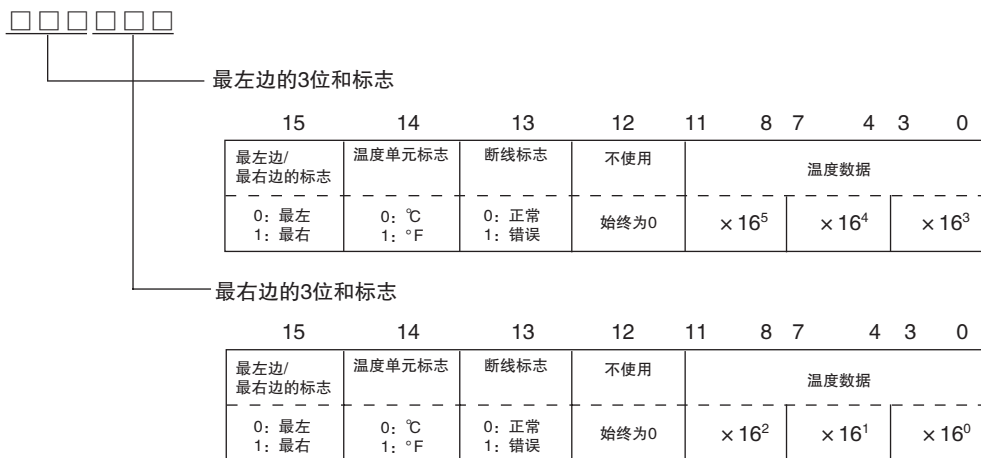 □□□□□□
最左边的3位和标志
15 14 13 12 11 8 7 4 3 0
最左边/ 温度单元标志 断线标志 不使用 温度数据
最右边的标志
0：最左 0：℃ 0：正常 始终为0 ×16⁵ ×16⁴ ×16³
1：最右 1：°F 1：错误
最右边的3位和标志
15 14 13 12 11 8 7 4 3 0
最左边/ 温度单元标志 断线标志 不使用 温度数据
最右边的标志
0：最左 0：℃ 0：正常 始终为0 ×16² ×16¹ ×16⁰
1：最右 1：°F 1：错误